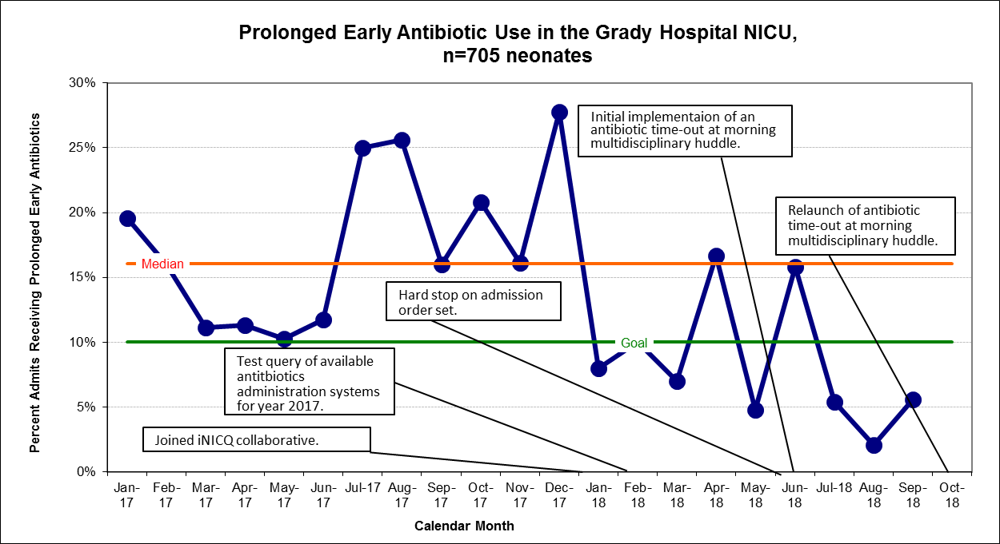 Prolonged Early Antibiotic Use in the Grady Hospital NICU,
n=705 neonates
Percent Admits Receiving Prolonged Early Antibiotics
30%
25%
20%
15%
10%
5%
0%
Initial implementaion of an
antibiotic time-out at morning
multidisciplinary huddle.
Relaunch of antibiotic
time-out at morning
multidisciplinary huddle.
Median
Hard stop on admission
order set.
Goal
Test query of available
antitbiotics
administration systems
for year 2017.
Joined iNICQ collaborative.
Jan-
17
Feb-
17
Mar-
17
Apr-
17
May-
17
Jun-
17
Jul-17
Aug-
17
Sep-
17
Oct-
17
Nov-
17
Dec-
17
Jan-
18
Feb-
18
Mar-
18
Apr-
18
May-
18
Jun-
18
Jul-18
Aug-
18
Sep-
18
Oct-
18
Calendar Month